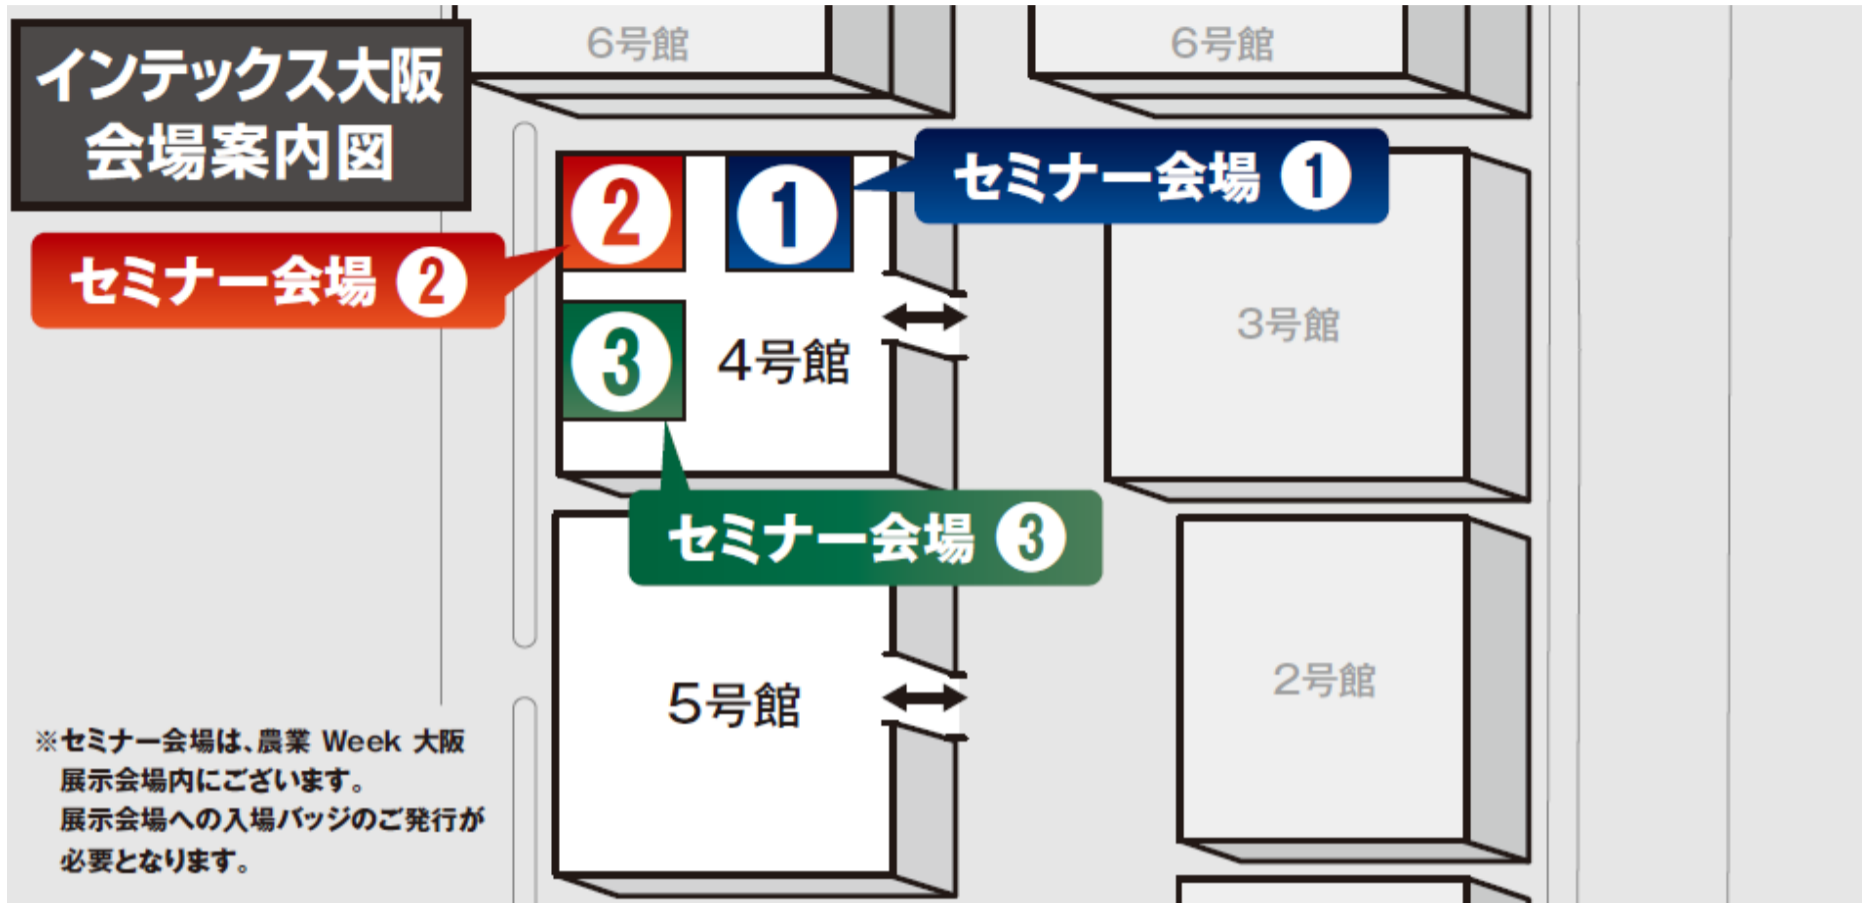 インテックス大阪
会場案内図
6号館
6号館
セミナー会場 1
2
1
セミナー会場 2
3
4号館
3号館
セミナー会場 3
5号館
2号館
※セミナー会場は、農業 Week 大阪
展示会場内にございます。
展示会場への入場バッジのご発行が
必要となります。